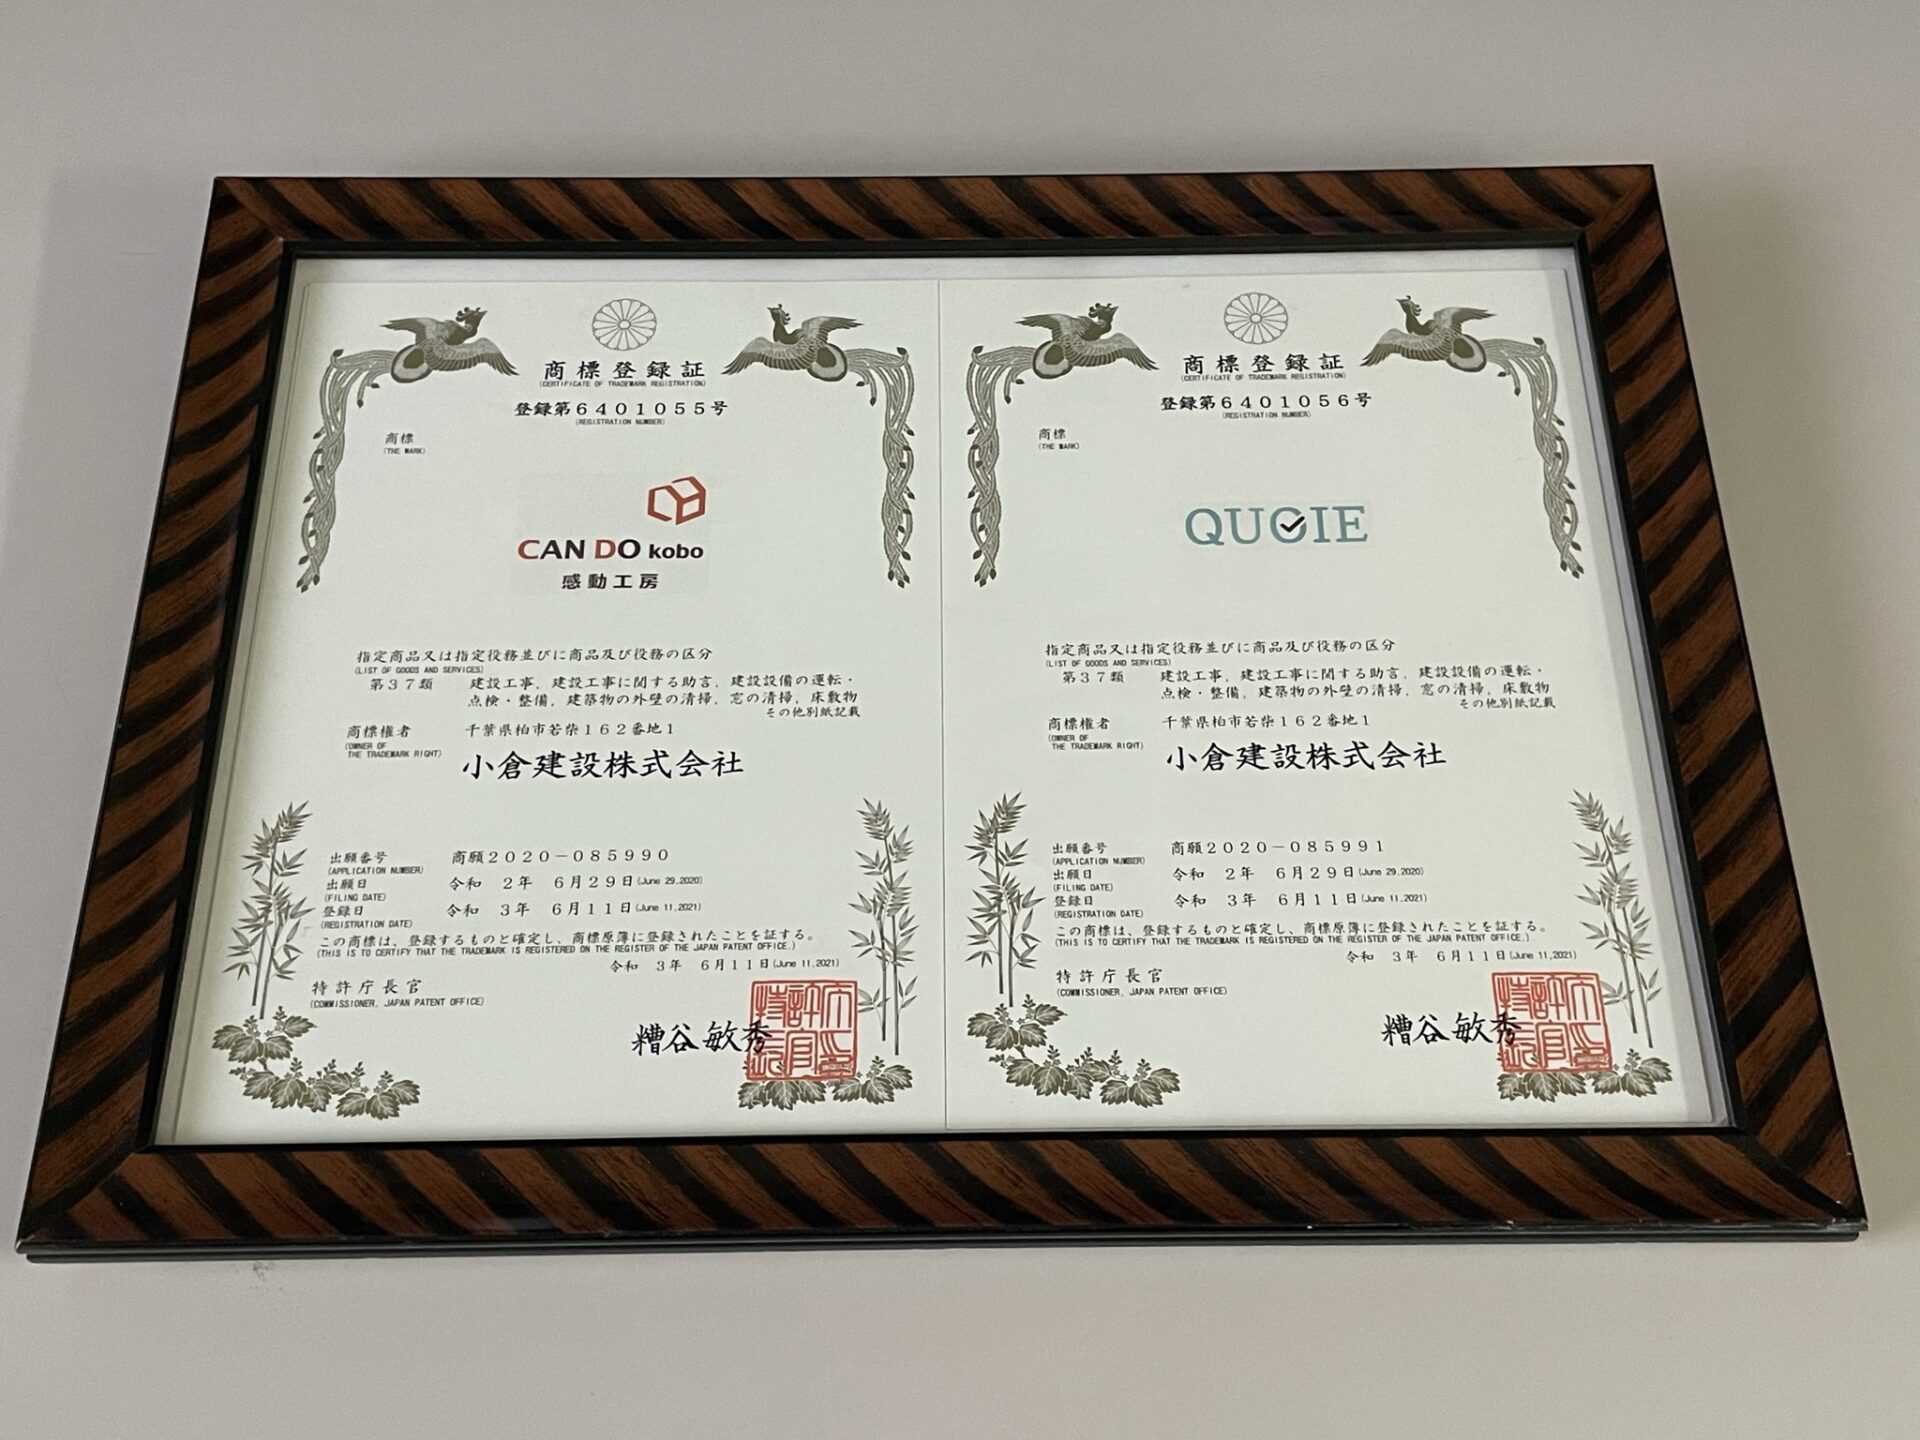 商標登録証
(CERTIFICATE OF TRADEMARK REGISTRATION)
登録第6401055号
(REGISTRATION NUMBER)
商標
(THE MARK)
CAN DO kobo
感動工房
指定商品又は指定役務並びに商品及び役務の区分
(LIST OF GOODS AND SERVICES)
第37類 建設工事，建設工事に関する助言，建設設備の運転・
点検・整備，建築物の外壁の清掃，窓の清掃，床敷物
その他別紙記載
商標権者 千葉県柏市若柴162番地1
(OWNER OF THE TRADEMARK RIGHT)
小倉建設株式会社
出願番号 商願2020-085990
(APPLICATION NUMBER)
出願日 令和 2年 6月29日(June 29,2020)
(FILING DATE)
登録日 令和 3年 6月11日(June 11,2021)
(REGISTRATION DATE)
この商標は、登録するものと確定し、商標原簿に登録されたことを証する。
(THIS IS TO CERTIFY THAT THE TRADEMARK IS REGISTERED ON THE REGISTER OF THE JAPAN PATENT OFFICE.)
令和 3年 6月11日(June 11,2021)
特許庁長官
(COMMISSIONER, JAPAN PATENT OFFICE)
糟谷敏秀
商標登録証
(CERTIFICATE OF TRADEMARK REGISTRATION)
登録第6401056号
(REGISTRATION NUMBER)
商標
(THE MARK)
QUCIE
指定商品又は指定役務並びに商品及び役務の区分
(LIST OF GOODS AND SERVICES)
第37類 建設工事，建設工事に関する助言，建設設備の運転・
点検・整備，建築物の外壁の清掃，窓の清掃，床敷物
その他別紙記載
商標権者 千葉県柏市若柴162番地1
(OWNER OF THE TRADEMARK RIGHT)
小倉建設株式会社
出願番号 商願2020-085991
(APPLICATION NUMBER)
出願日 令和 2年 6月29日(June 29,2020)
(FILING DATE)
登録日 令和 3年 6月11日(June 11,2021)
(REGISTRATION DATE)
この商標は、登録するものと確定し、商標原簿に登録されたことを証する。
(THIS IS TO CERTIFY THAT THE TRADEMARK IS REGISTERED ON THE REGISTER OF THE JAPAN PATENT OFFICE.)
令和 3年 6月11日(June 11,2021)
特許庁長官
(COMMISSIONER, JAPAN PATENT OFFICE)
糟谷敏秀